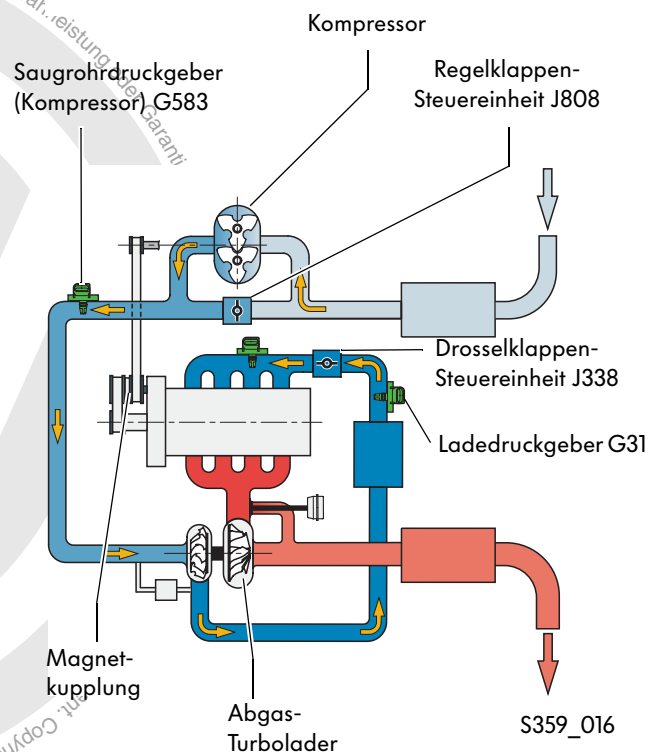 Kompressor
Saugrohrdruckgeber
(Kompressor) G583
Regelklappen-
Steuereinheit J808
Drosselklappen-
Steuereinheit J338
Ladedruckgeber G31
Magnet-
kupplung
Abgas-
Turbolader
S359_016